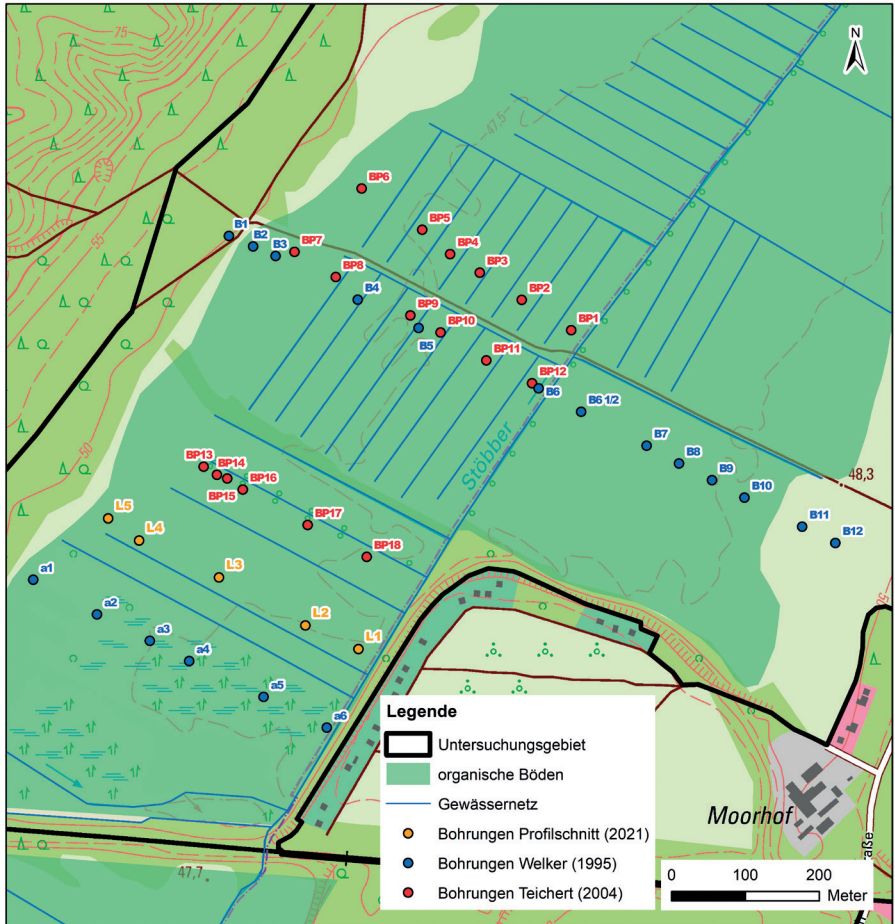 N
75
55
50
47,5
BP6
B1
B2
B3
BP7
BP5
BP4
BP3
BP8
B4
BP2
BP9
B5
BP10
BP1
BP11
BP12
B6
B6 1/2
B7
B8
B9
B10
48,3
B11
B12
Stöbber
BP13
BP14
BP15
BP16
BP17
BP18
L5
L4
L3
L2
L1
a1
a2
a3
a4
a5
a6
50
47,7
Moorhof
aße
Legende
Untersuchungsgebiet
organische Böden
Gewässernetz
Bohrungen Profilschnitt (2021)
Bohrungen Welker (1995)
Bohrungen Teichert (2004)
0 100 200
Meter